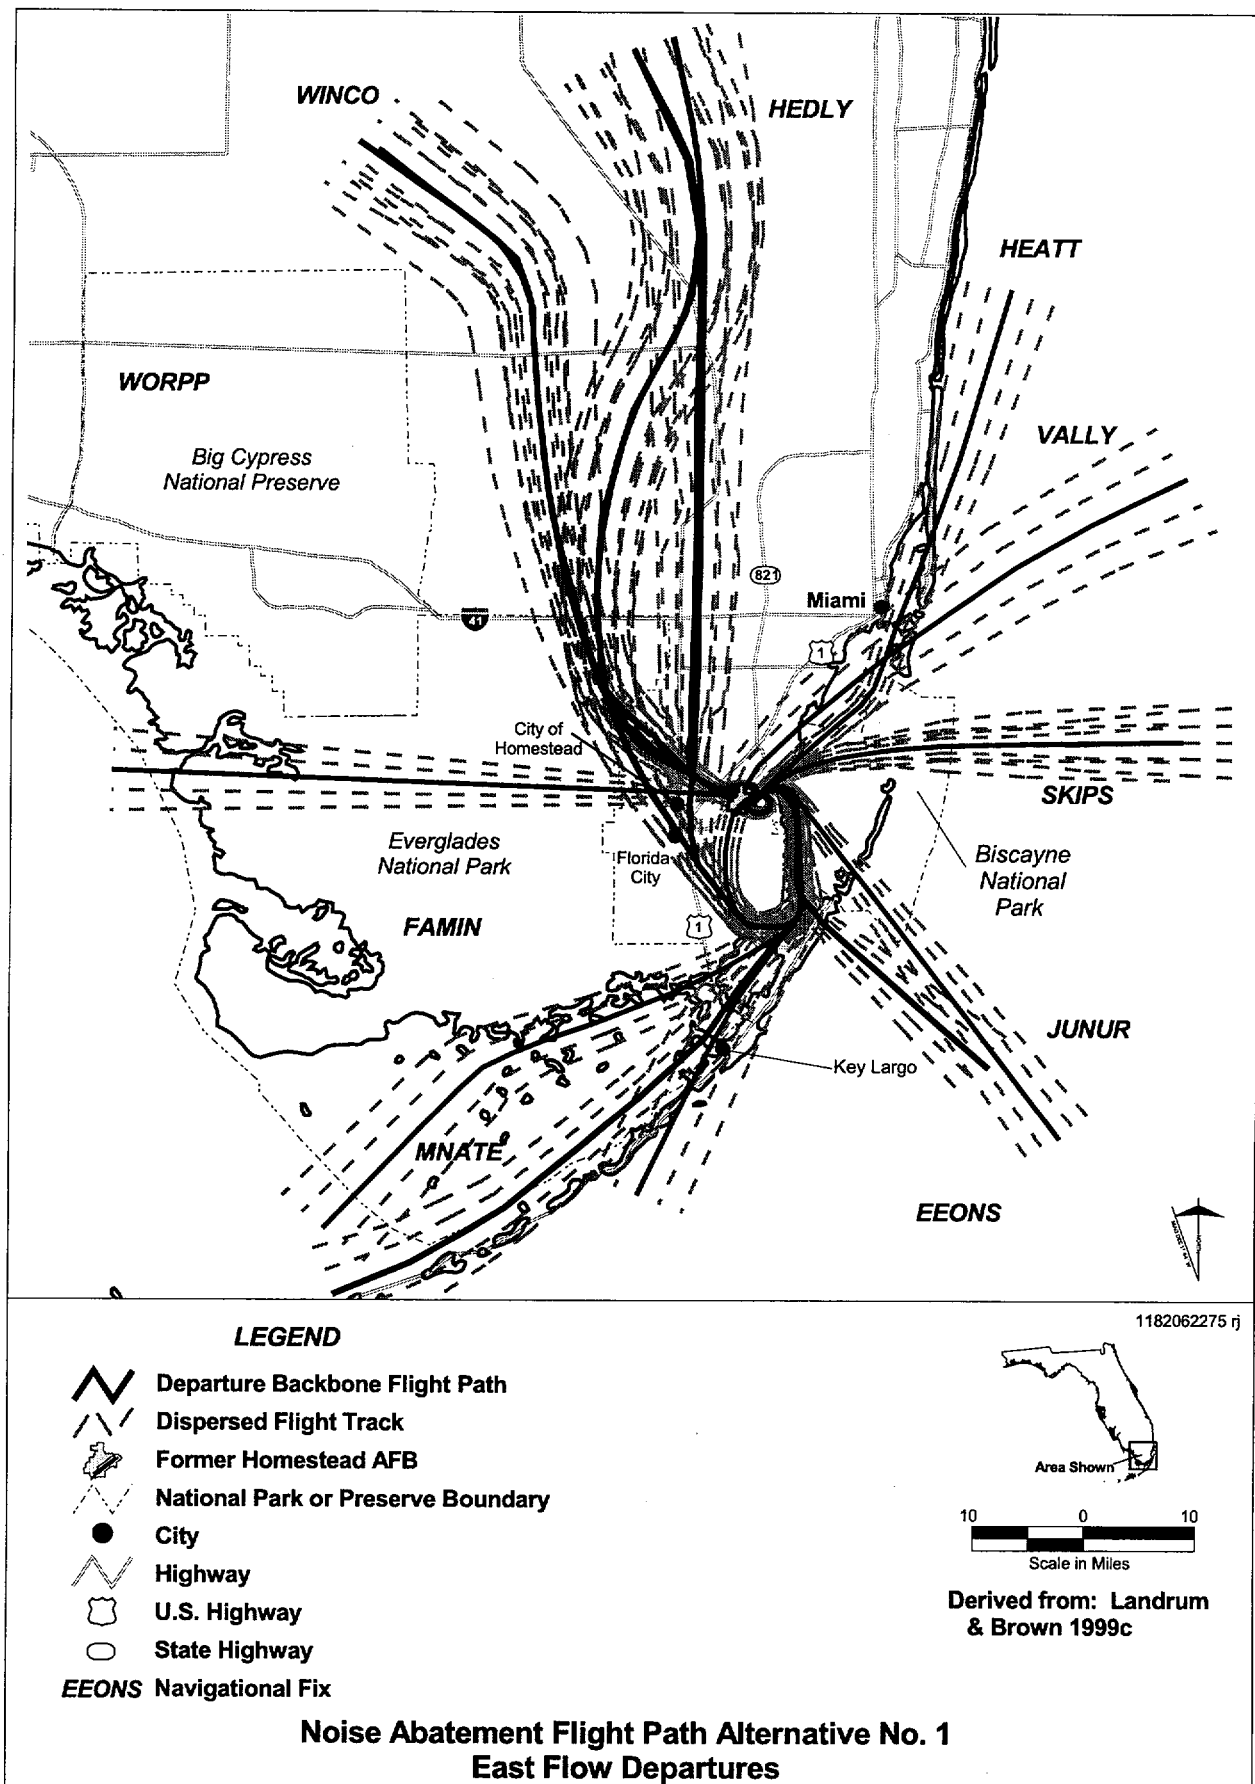 WINCO
HEDLY
HEATT
WORPP
VALLY
Big Cypress
National Preserve
821
Miami
41
1
City of
Homestead
SKIPS
Everglades
National Park
Florida
City
Biscayne
National
Park
FAMIN
1
JUNUR
Key Largo
MNATE
EEONS
NORTH
1182062275 rj
LEGEND
Departure Backbone Flight Path
Dispersed Flight Track
Former Homestead AFB
National Park or Preserve Boundary
City
Highway
U.S. Highway
State Highway
EEONS Navigational Fix
Area Shown
10 0 10
Scale in Miles
Derived from: Landrum
& Brown 1999c
Noise Abatement Flight Path Alternative No. 1
East Flow Departures